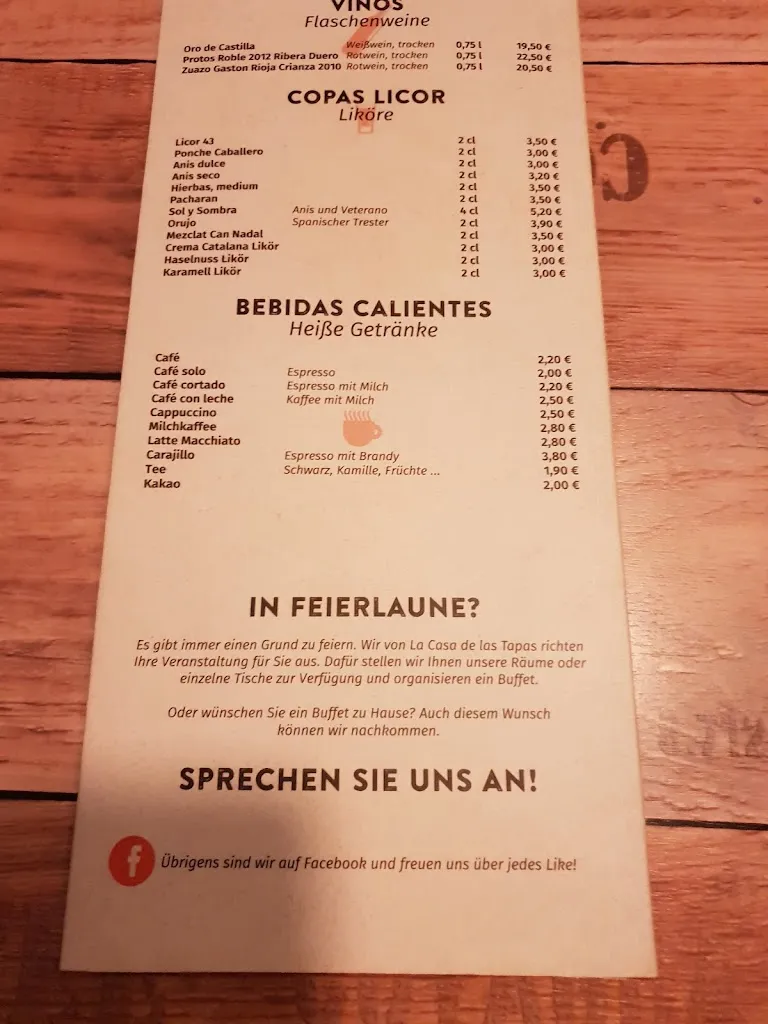 VINOS
Flaschenweine
Oro de Castilla Weißwein, trocken 0,75 l 19,50 €
Protos Roble 2012 Ribera Duero Rotwein, trocken 0,75 l 22,50 €
Zuazo Gaston Rioja Crianza 2010 Rotwein, trocken 0,75 l 20,50 €
COPAS LICOR
Liköre
Licor 43 2 cl 3,50 €
Ponche Caballero 2 cl 3,00 €
Anis dulce 2 cl 3,00 €
Anis seco 2 cl 3,20 €
Hierbas, medium 2 cl 3,50 €
Pacharan 2 cl 3,50 €
Sol y Sombra Anis und Veterano 4 cl 5,20 €
Orujo Spanischer Trester 2 cl 3,90 €
Mezclat Can Nadal 2 cl 3,50 €
Crema Catalana Likör 2 cl 3,00 €
Haselnuss Likör 2 cl 3,00 €
Karamell Likör 2 cl 3,00 €
BEBIDAS CALIENTES
Heiße Getränke
Café 2,20 €
Café solo Espresso 2,00 €
Café cortado Espresso mit Milch 2,20 €
Café con leche Kaffee mit Milch 2,50 €
Cappuccino 2,50 €
Milchkaffee 2,80 €
Latte Macchiato 2,80 €
Carajillo Espresso mit Brandy 3,80 €
Tee Schwarz, Kamille, Früchte ... 1,90 €
Kakao 2,00 €
IN FEIERLAUNE?
Es gibt immer einen Grund zu feiern. Wir von La Casa de las Tapas richten
Ihre Veranstaltung für Sie aus. Dafür stellen wir Ihnen unsere Räume oder
einzelne Tische zur Verfügung und organisieren ein Buffet.
Oder wünschen Sie ein Buffet zu Hause? Auch diesem Wunsch
können wir nachkommen.
SPRECHEN SIE UNS AN!
f Übrigens sind wir auf Facebook und freuen uns über jedes Like!